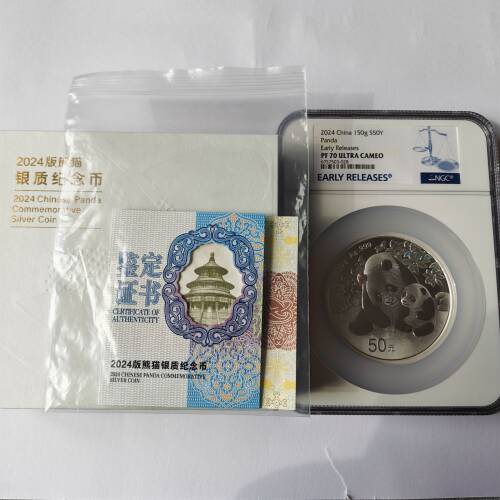 2024版熊猫
银质纪念币
2024 Chinese Panda
Commemorative
Silver Coin
鉴定
证书
CERTIFICATE OF
AUTHENTICITY
2024版熊猫银质纪念币
2024 CHINESE PANDA COMMEMORATIVE
SILVER COIN
2024 China 150g S50Y
Panda
Early Releases
PF 70 ULTRA CAMEO
EARLY RELEASES
NGC
Ag 999
50元